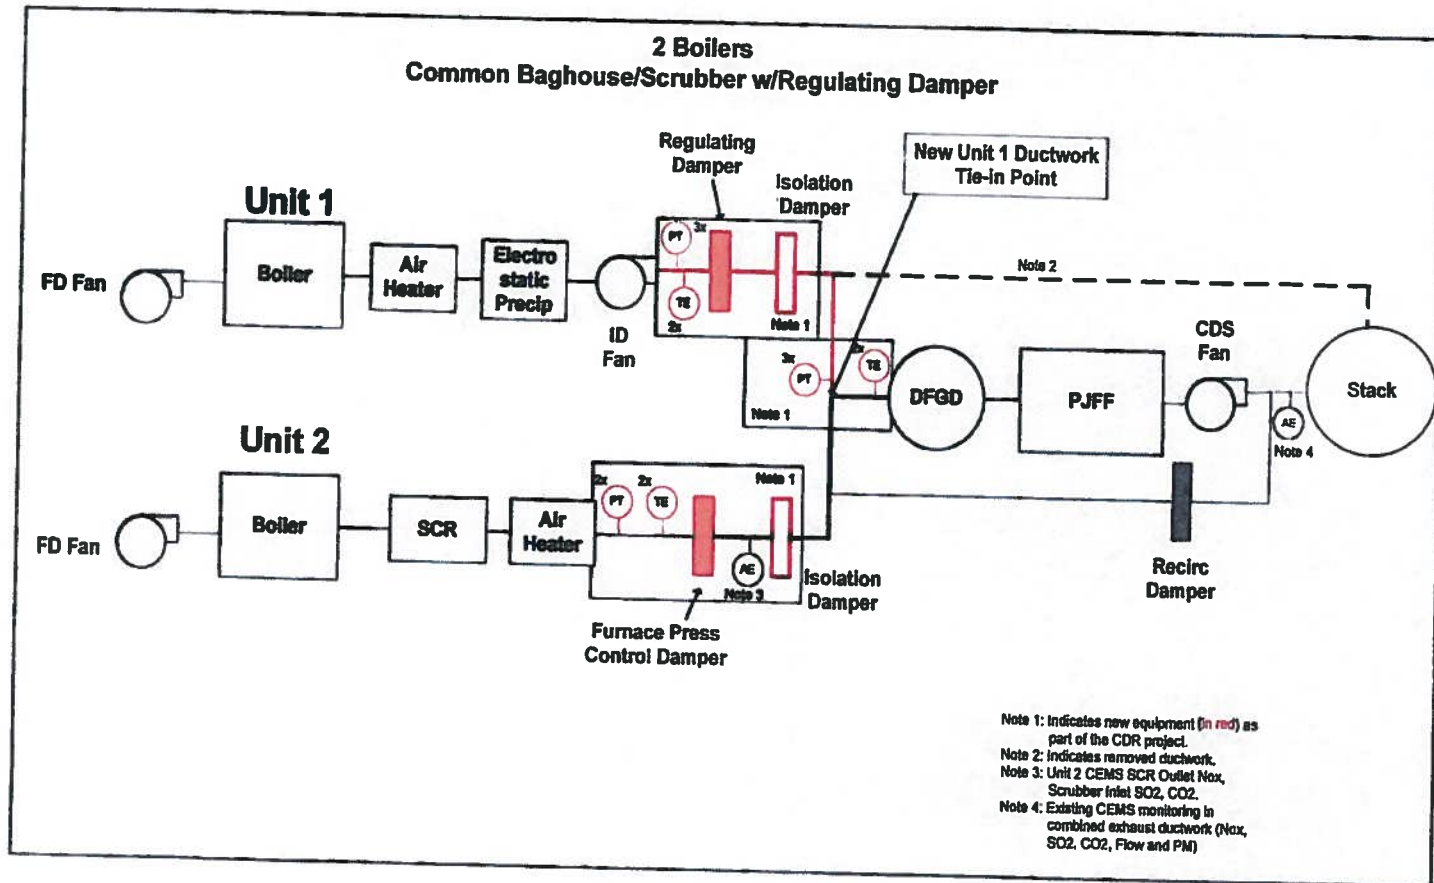 2 Boilers
Common Baghouse/Scrubber w/Regulating Damper
Regulating
Damper
New Unit 1 Ductwork
Tie-in Point
Isolation
Damper
Unit 1
FD Fan
Boiler
Air
Heater
Electro
static
Precip
ID
Fan
PT
3x
TE
2x
Note 1
Note 2
3x
PT
2x
TE
Note 1
DFGD
PJFF
CDS
Fan
AE
Note 4
Stack
Unit 2
FD Fan
Boiler
SCR
Air
Heater
2x
PT
2x
TE
Note 1
AE
Note 3
Isolation
Damper
Furnace Press
Control Damper
Recirc
Damper
Note 1: Indicates new equipment (in red) as
part of the CDR project.
Note 2: Indicates removed ductwork.
Note 3: Unit 2 CEMS SCR Outlet Nox,
Scrubber Inlet SO2, CO2.
Note 4: Existing CEMS monitoring in
combined exhaust ductwork (Nox,
SO2, CO2, Flow and PM)